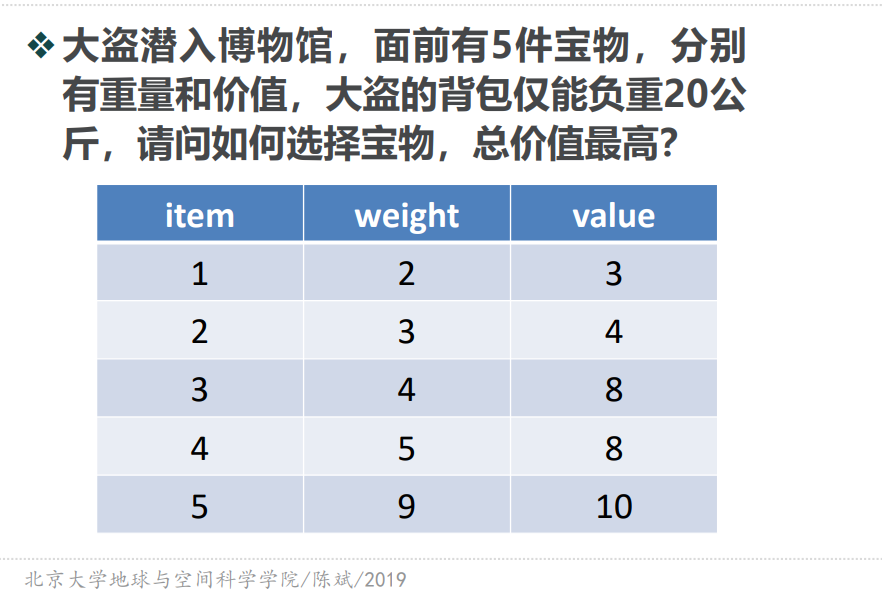 大盗潜入博物馆，面前有5件宝物，分别
有重量和价值，大盗的背包仅能负重20公
斤，请问如何选择宝物，总价值最高？
item weight value
1 2 3
2 3 4
3 4 8
4 5 8
5 9 10
北京大学地球与空间科学学院/陈斌/2019